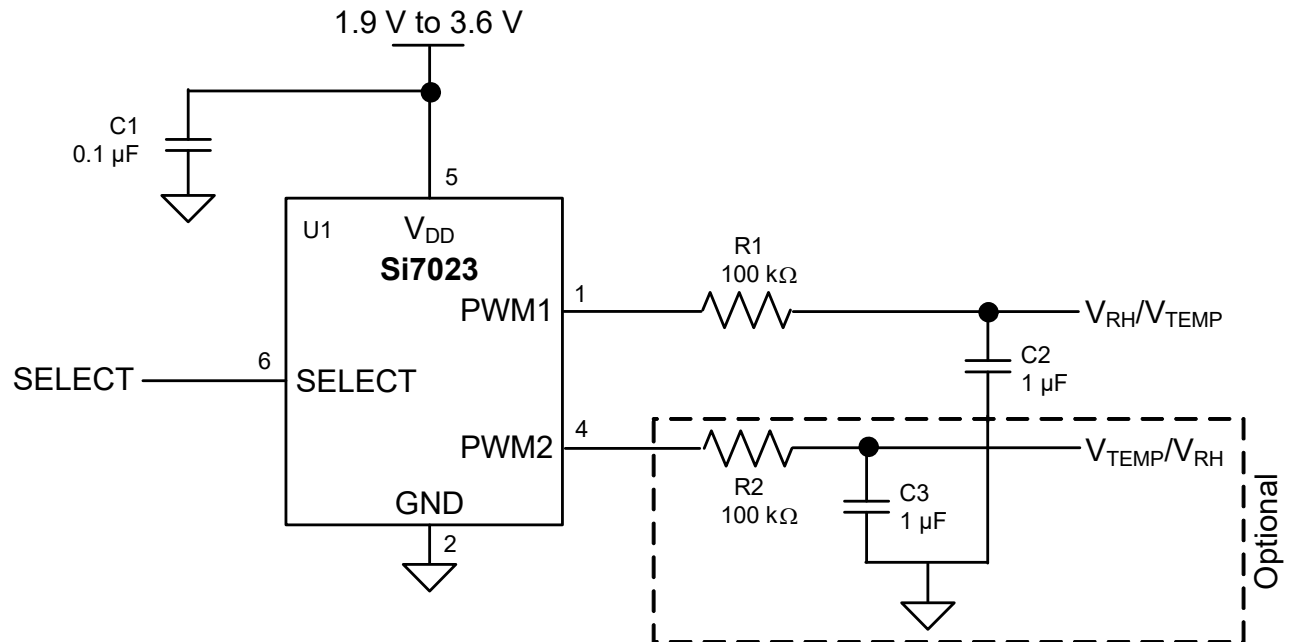 1.9 V to 3.6 V
C1
0.1 µF
5
U1
VDD
Si7023
R1
100 kΩ
PWM1
1
VRH/VTEMP
C2
1 µF
SELECT
6
SELECT
PWM2
4
VTEMP/VRH
R2
100 kΩ
C3
1 µF
GND
2
Optional